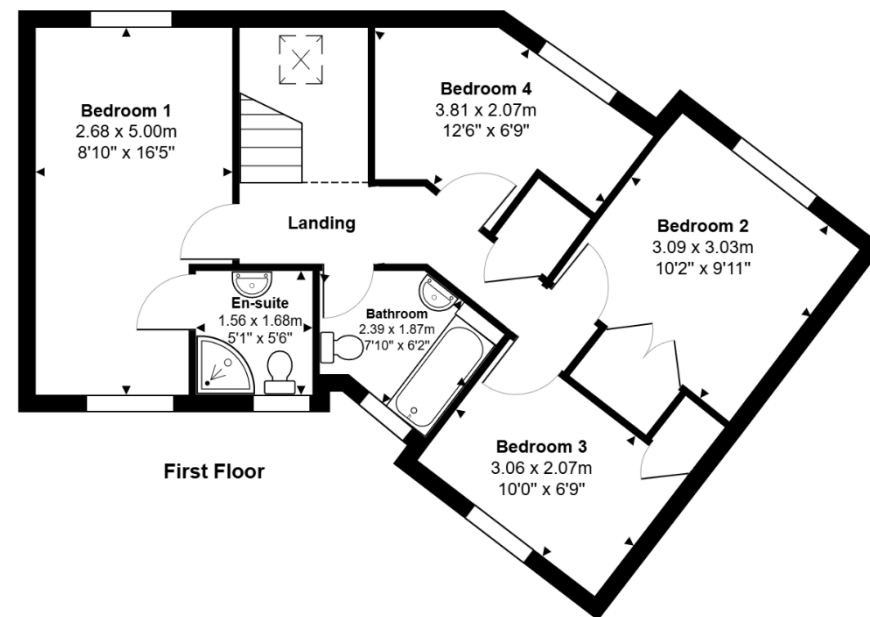 Bedroom 1
2.68 x 5.00m
8'10" x 16'5"
Bedroom 4
3.81 x 2.07m
12'6" x 6'9"
Landing
Bedroom 2
3.09 x 3.03m
10'2" x 9'11"
En-suite
1.56 x 1.68m
5'1" x 5'6"
Bathroom
2.39 x 1.87m
7'10" x 6'2"
Bedroom 3
3.06 x 2.07m
10'0" x 6'9"
First Floor